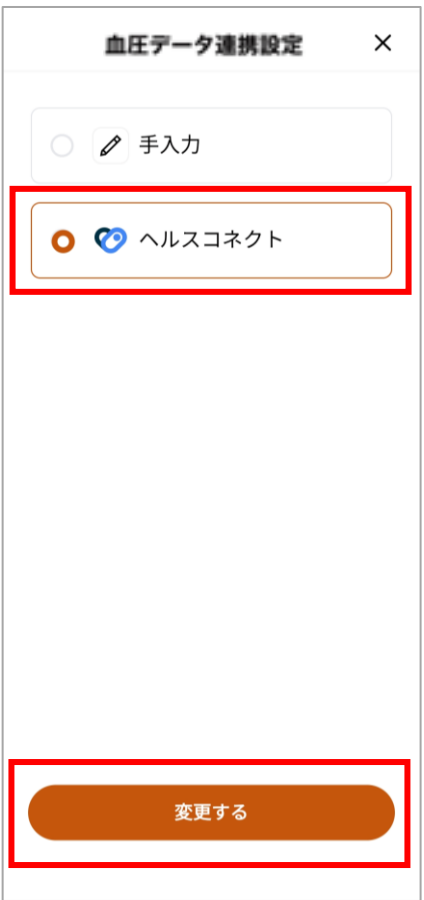 血圧データ連携設定
手入力
ヘルスコネクト
変更する